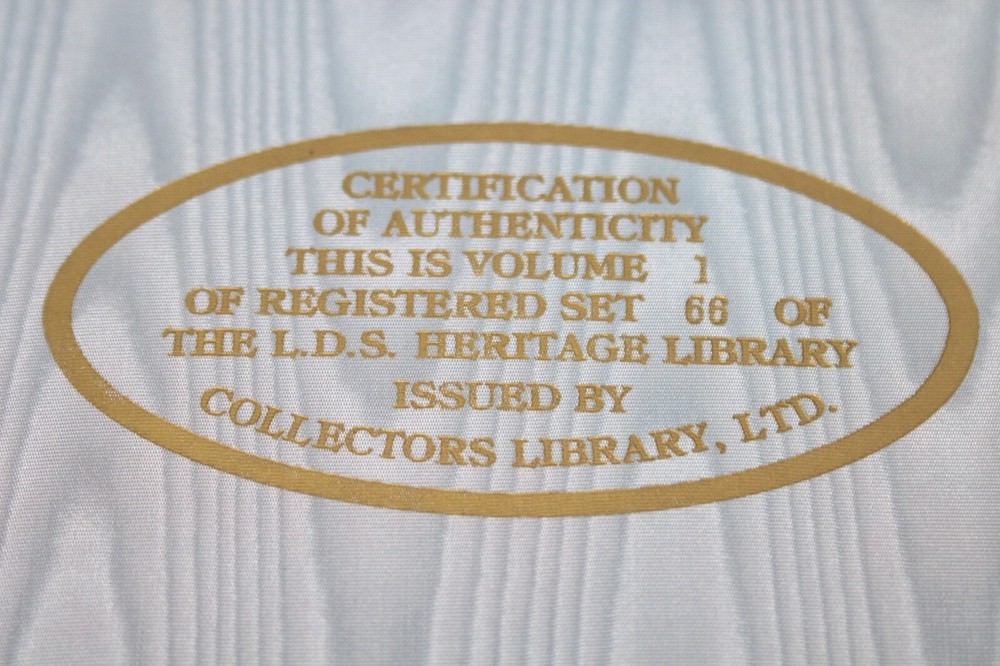 CERTIFICATION
OF AUTHENTICITY
THIS IS VOLUME 1
OF REGISTERED SET 66 OF
THE L.D.S. HERITAGE LIBRARY
ISSUED BY
COLLECTORS LIBRARY, LTD.